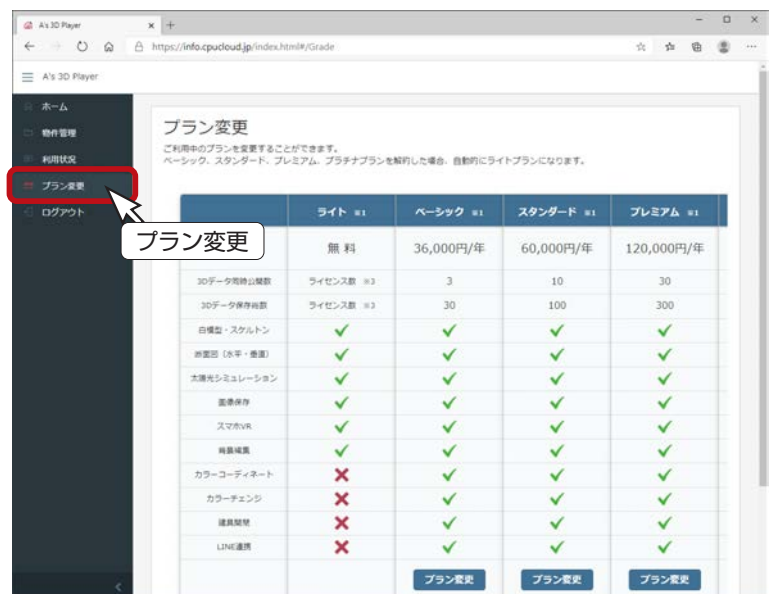 A's 3D Player
https://info.cpucloud.jp/index.html#/Grade
A's 3D Player
ホーム
物件管理
利用状況
プラン変更
ログアウト
プラン変更
プラン変更
ご利用中のプランを変更することができます。
ベーシック、スタンダード、プレミアム、プラチナプランを解約した場合、自動的にライトプランになります。
ライト ※1 ベーシック ※1 スタンダード ※1 プレミアム ※1
無料 36,000円/年 60,000円/年 120,000円/年
3Dデータ同時公開数 ライセンス数 ※3 3 10 30
3Dデータ保存総数 ライセンス数 ※3 30 100 300
白模型・スケルトン
断面図（水平・垂直）
太陽光シミュレーション
画像保存
スマホVR
背景編集
カラーコーディネート
カラーチェンジ
建具開閉
LINE連携
プラン変更 プラン変更 プラン変更